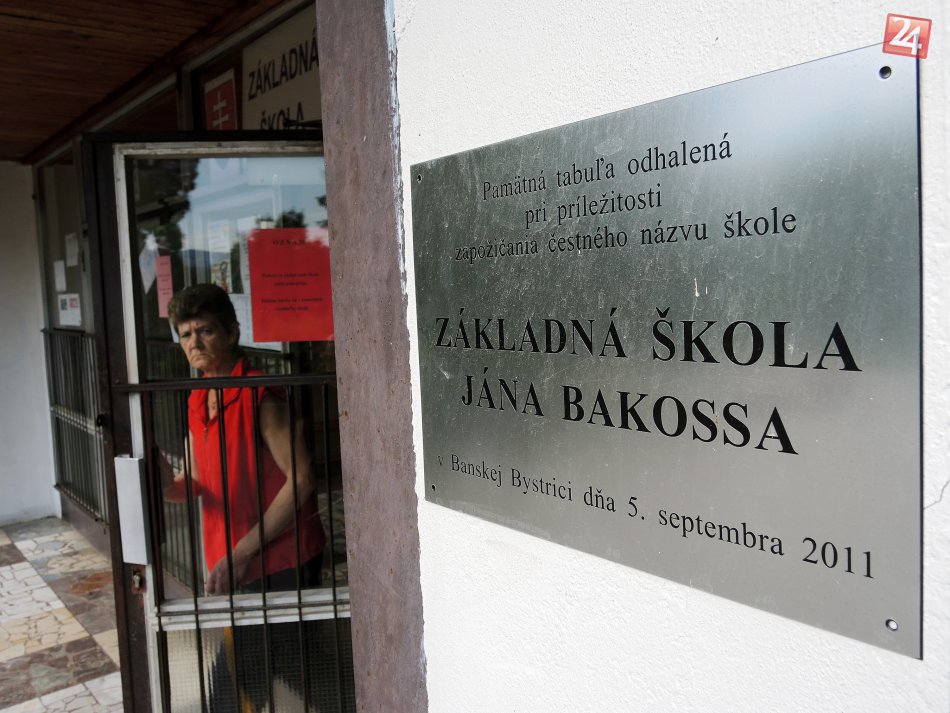 24
ZÁKLADNÁ
ŠKOLA
OZNAM
Pamätná tabuľa odhalená
pri príležitosti
zapožičania čestného názvu škole
ZÁKLADNÁ ŠKOLA
JÁNA BAKOSSA
v Banskej Bystrici dňa 5. septembra 2011